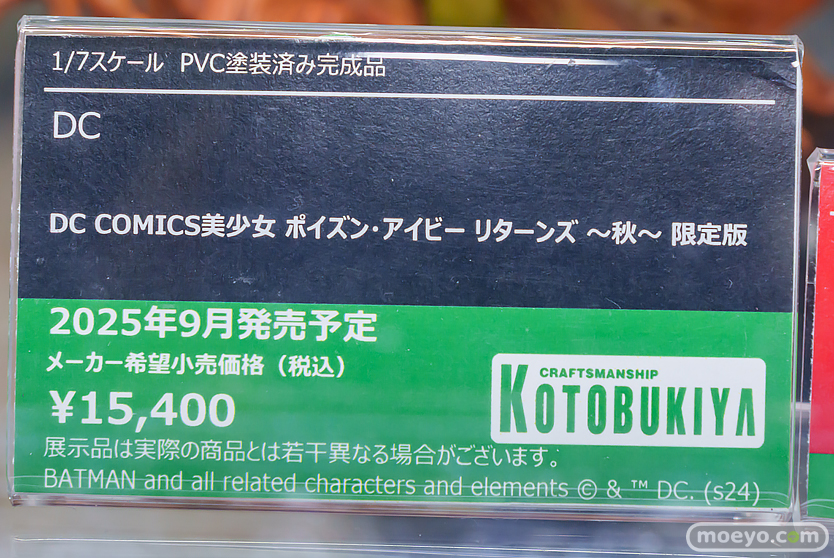 1/7スケール PVC塗装済み完成品
DC
DC COMICS美少女 ポイズン・アイビー リターンズ ～秋～ 限定版
2025年9月発売予定
メーカー希望小売価格（税込）
¥15,400
CRAFTSMANSHIP
KOTOBUKIYA
展示品は実際の商品とは若干異なる場合がございます。
BATMAN and all related characters and elements © & ™ DC. (s24)
moeyo.com